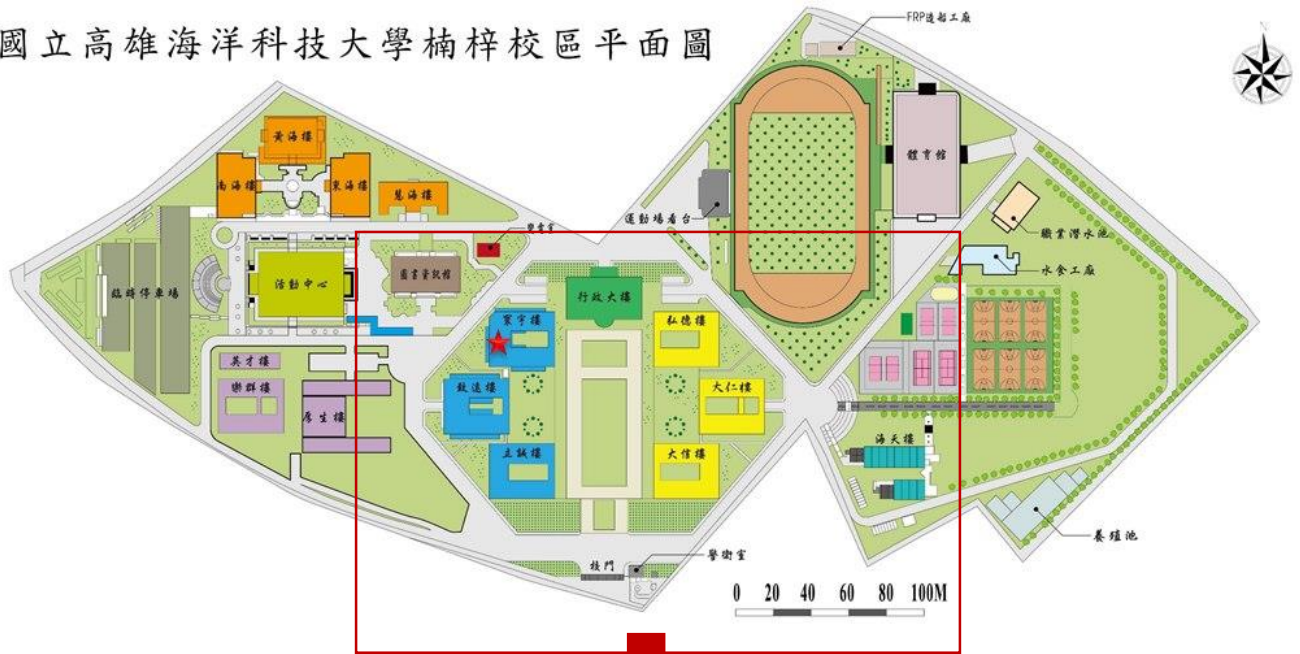 FRP造船工廠
國立高雄海洋科技大學楠梓校區平面圖
N
黃海樓
南海樓
東海樓
慧海樓
體育館
運動場看台
職業潛水池
水食工廠
臨時停車場
活動中心
圖書資訊館
行政大樓
寰宇樓
弘德樓
英才樓
樂群樓
厚生樓
致遠樓
大仁樓
立誠樓
大信樓
海天樓
養殖池
校門
警衛室
0 20 40 60 80 100M